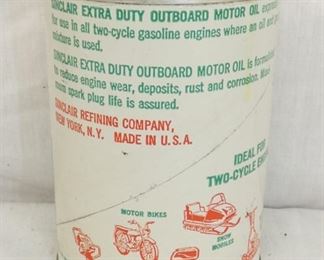 SINCLAIR EXTRA DUTY OUTBOARD MOTOR OIL
for use in all two-cycle gasoline engines where an oil and
mixture is used.
SINCLAIR EXTRA DUTY OUTBOARD MOTOR OIL is formulated
to reduce engine wear, deposits, rust and corrosion.
mum spark plug life is assured.
SINCLAIR REFINING COMPANY,
NEW YORK, N.Y. MADE IN U.S.A.
IDEAL FOR
TWO-CYCLE
MOTOR BIKES
SNOW
MOBILES